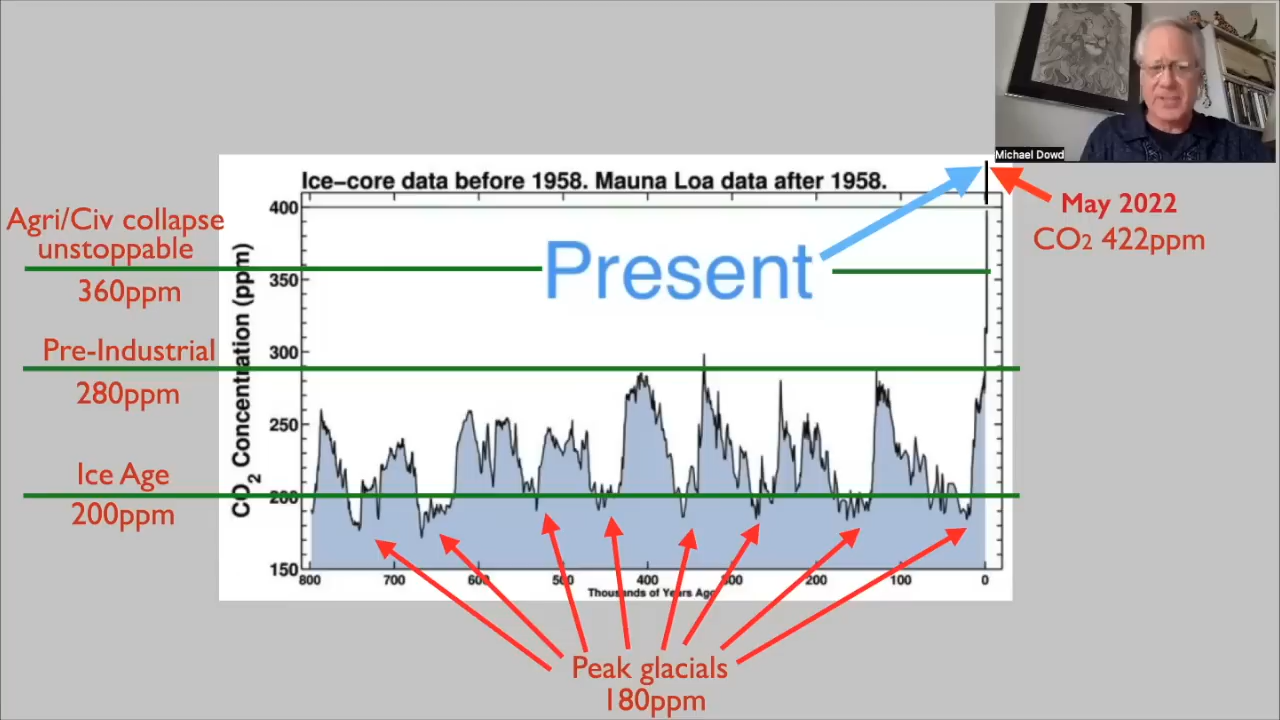 Michael Dowd
Ice-core data before 1958. Mauna Loa data after 1958.
May 2022
CO₂ 422ppm
Agri/Civ collapse
unstoppable
360ppm
Pre-Industrial
280ppm
Ice Age
200ppm
Present
CO₂ Concentration (ppm)
400
350
300
250
200
150
800 700 600 500 400 300 200 100 0
Thousands of Years Ago
Peak glacials
180ppm